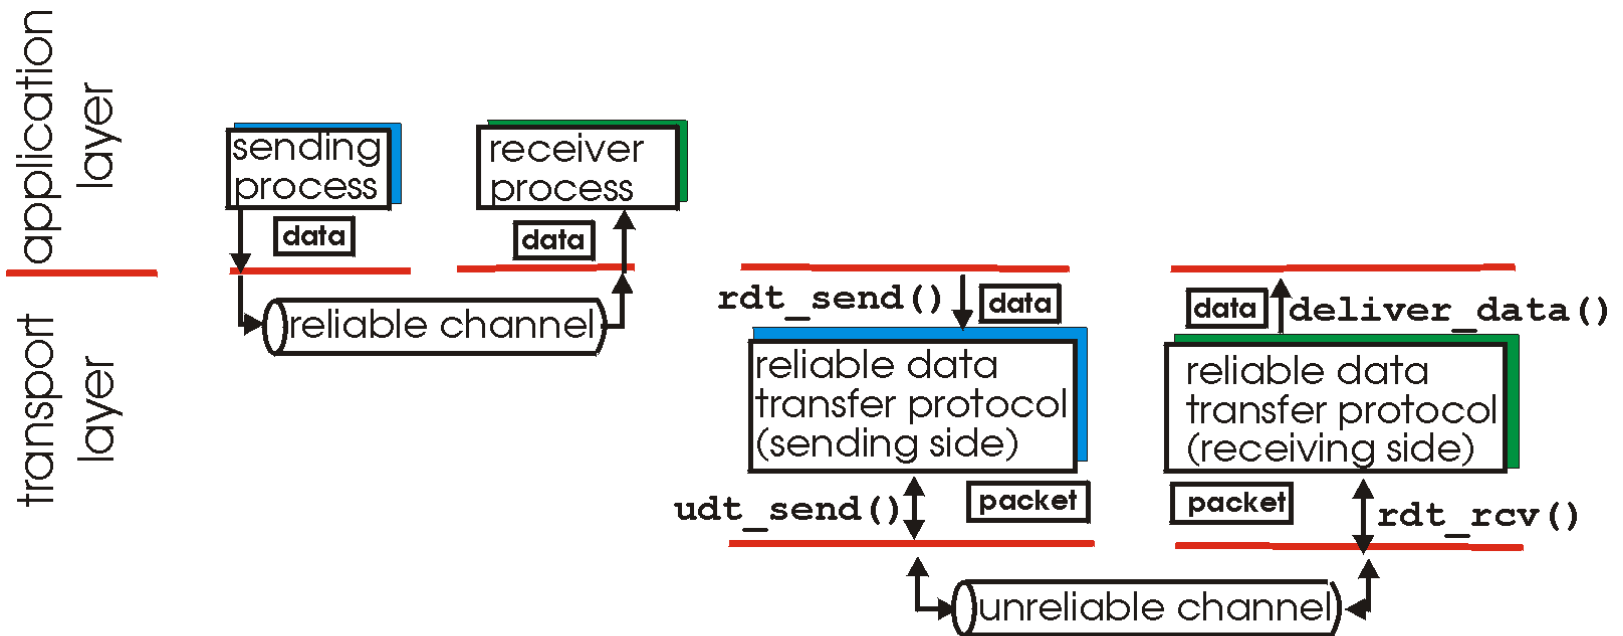 application
layer
transport
layer
sending
process
receiver
process
data
data
reliable channel
rdt_send()
data
data
deliver_data()
reliable data
transfer protocol
(sending side)
reliable data
transfer protocol
(receiving side)
udt_send()
packet
packet
rdt_rcv()
unreliable channel